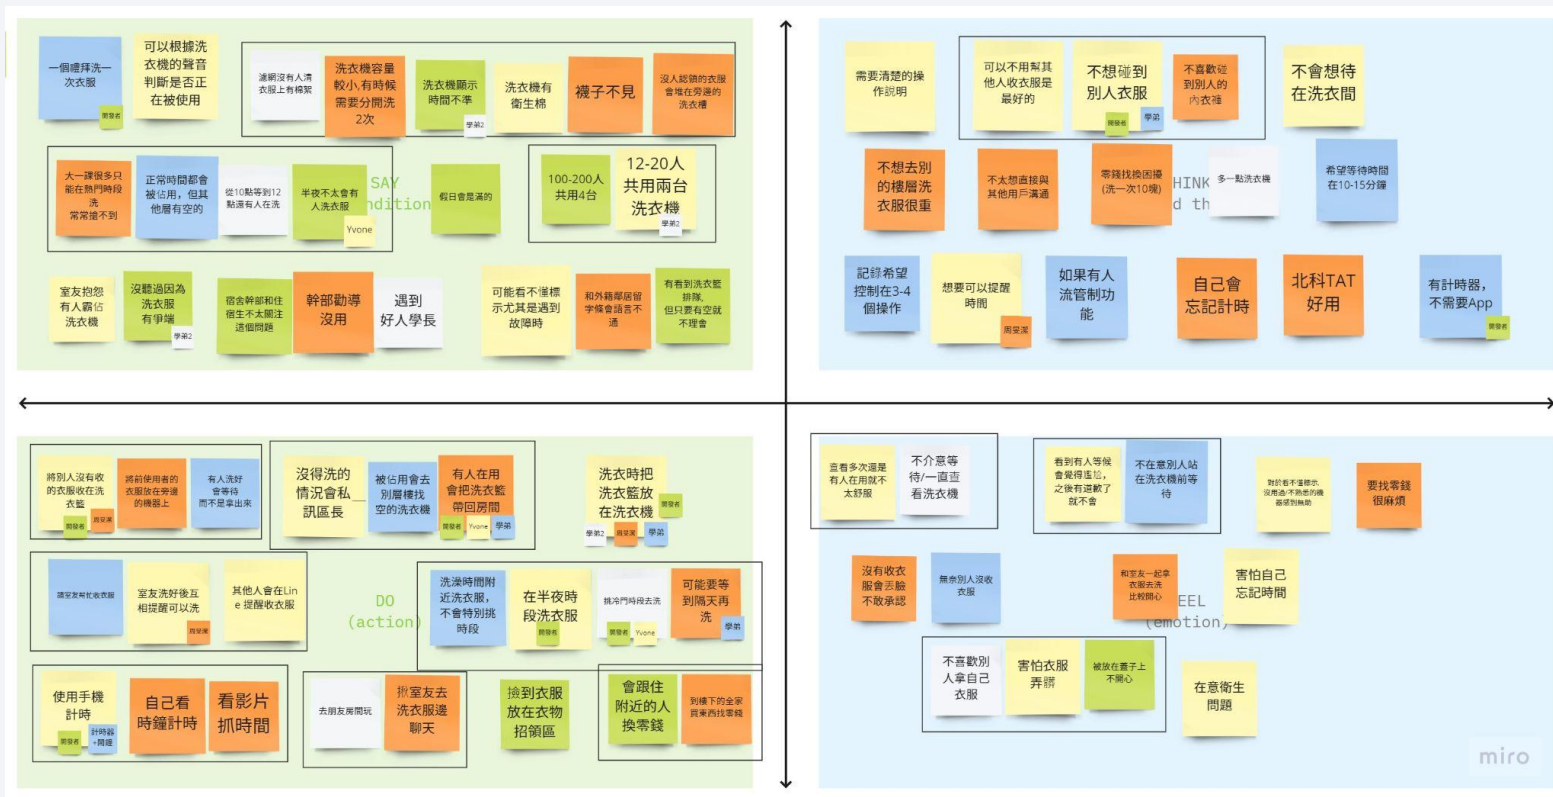 一個禮拜洗一
次衣服
開發者
可以根據洗
衣機的聲音
判斷是否正
在被使用
濾網沒有人清
衣服上有棉絮
洗衣機容量
較小,有時候
需要分開洗
2次
洗衣機顯示
時間不準
學弟2
洗衣機有
衛生棉
襪子不見
沒人認領的衣服
會堆在旁邊的
洗衣槽
大一課很多只
能在熱門時段
洗
常常搶不到
正常時間都會
被佔用，但其
他層有空的
從10點等到12
點還有人在洗
半夜不太會有
人洗衣服
Yvone
SAY
ndition
假日會是滿的
100-200人
共用4台
12-20人
共用兩台
洗衣機
學弟2
室友抱怨
有人霸佔
洗衣機
沒聽過因為
洗衣服
有爭端
學弟2
宿舍幹部和住
宿生不太關注
這個問題
幹部勸導
沒用
遇到
好人學長
可能看不懂標
示尤其是遇到
故障時
和外籍鄰居留
字條會語言不
通
有看到洗衣籃
排隊,
但只要有空就
不理會
需要清楚的操
作說明
可以不用幫其
他人收衣服是
最好的
不想碰到
別人衣服
開發者
學弟
不喜歡碰
到別人的
內衣褲
不會想待
在洗衣間
不想去別
的樓層洗
衣服很重
不太想直接與
其他用戶溝通
零錢找換困擾
(洗一次10塊)
HINK
d th
多一點洗衣機
希望等待時間
在10-15分鐘
記錄希望
控制在3-4
個操作
想要可以提醒
時間
周旻潔
如果有人
流管制功
能
自己會
忘記計時
北科TAT
好用
有計時器，
不需要App
開發者
將別人沒有收
的衣服收在洗
衣籃
開發者
周旻潔
將前使用者的
衣服放在旁邊
的機器上
有人洗好
會等待
而不是拿出來
沒得洗的
情況會私
訊區長
被佔用會去
別層樓找
空的洗衣機
有人在用
會把洗衣籃
帶回房間
開發者
Yvone
學弟
洗衣時把
洗衣籃放
在洗衣機
開發者
學弟2
周旻潔
學弟
請室友幫忙收衣服
室友洗好後互
相提醒可以洗
周旻潔
其他人會在Lin
e 提醒收衣服
DO
(action)
洗澡時間附
近洗衣服，
不會特別挑
時段
在半夜時
段洗衣服
開發者
挑冷門時段去洗
開發者
Yvone
可能要等
到隔天再
洗
學弟
使用手機
計時
開發者
計時器
+鬧鐘
自己看
時鐘計時
看影片
抓時間
去朋友房間玩
揪室友去
洗衣服邊
聊天
撿到衣服
放在衣物
招領區
會跟住
附近的人
換零錢
到樓下的全家
買東西找零錢
查看多次還是
有人在用就不
太舒服
不介意等
待/一直查
看洗衣機
看到有人等候
會覺得尷尬，
之後有道歉了
就不會
不在意別人站
在洗衣機前等
待
對於看不懂標示,
沒用過/不熟悉的機
器感到無助
要找零錢
很麻煩
沒有收衣
服會丟臉
不敢承認
無奈別人沒收
衣服
和室友一起拿
衣服去洗
比較開心
EEL
(emotion)
害怕自己
忘記時間
不喜歡別
人拿自己
衣服
害怕衣服
弄髒
被放在蓋子上
不開心
在意衛生
問題
miro